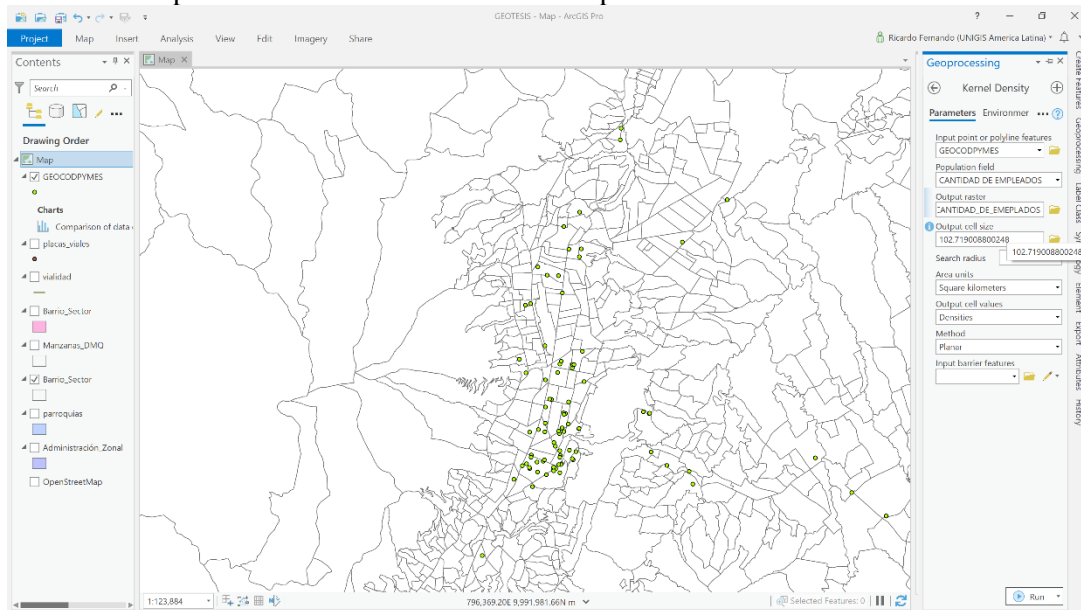 GEOTESIS - Map - ArcGIS Pro
? 
Project Map Insert Analysis View Edit Imagery Share
Ricardo Fernando (UNIGIS America Latina)
Contents
Map
Search
Drawing Order
Map
GEOCODPYMES
Charts
Comparison of data
placas_viales
vialidad
Barrio_Sector
Manzanas_DMQ
Barrio_Sector
parroquias
Administración_Zonal
OpenStreetMap
1:123,884
796,369.20E 9,991,981.66N m
Selected Features: 0
Geoprocessing
Kernel Density
Parameters Environmer ...
Input point or polyline features
GEOCODPYMES
Population field
CANTIDAD DE EMPLEADOS
Output raster
CANTIDAD_DE_EMEPLADOS
Output cell size
102.719008800248
102.719008800248
Search radius
Area units
Square kilometers
Output cell values
Densities
Method
Planar
Input barrier features
Run
Create Features
Geoprocessing
Label Class
Symbology
Element
Export
Attributes
History